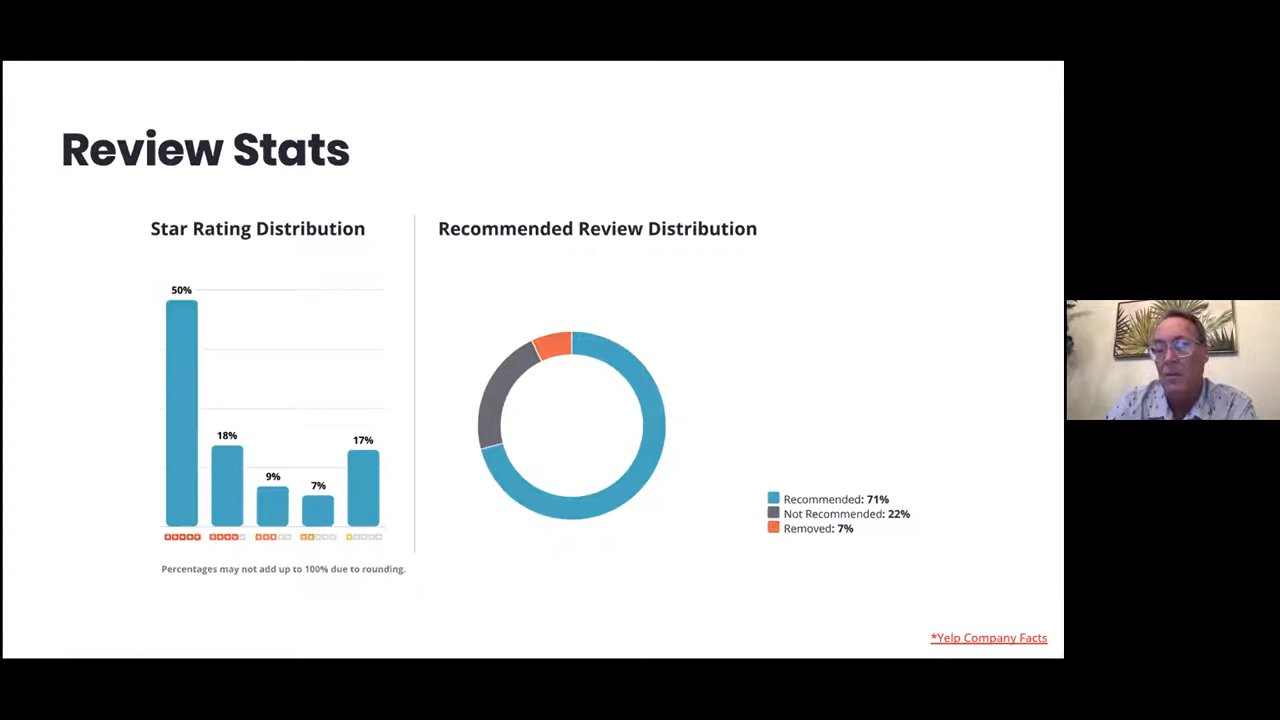 Review Stats
Star Rating Distribution
50%
18%
9%
7%
17%
Percentages may not add up to 100% due to rounding.
Recommended Review Distribution
Recommended: 71%
Not Recommended: 22%
Removed: 7%
*Yelp Company Facts